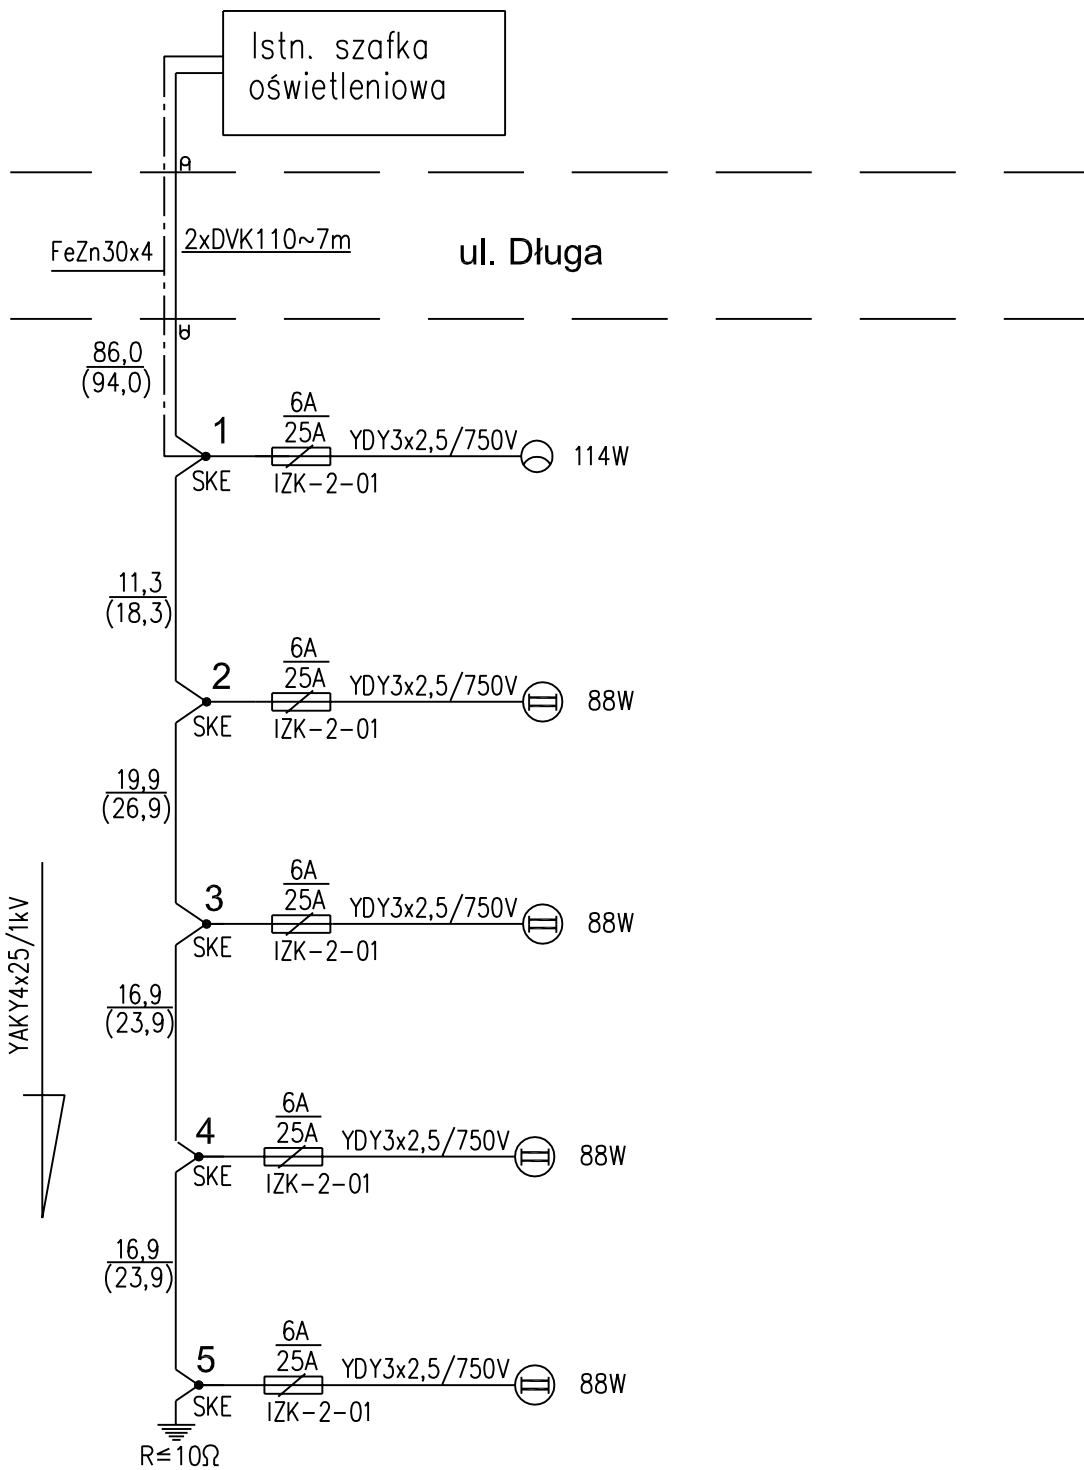 Istn. szafka
oświetleniowa
FeZn30x4
2xDVK110~7m
ul. Długa
86,0
(94,0)
1
6A
25A
YDY3x2,5/750V
114W
SKE
IZK-2-01
11,3
(18,3)
2
6A
25A
YDY3x2,5/750V
88W
SKE
IZK-2-01
19,9
(26,9)
3
6A
25A
YDY3x2,5/750V
88W
SKE
IZK-2-01
YAKY4x25/1kV
16,9
(23,9)
4
6A
25A
YDY3x2,5/750V
88W
SKE
IZK-2-01
16,9
(23,9)
5
6A
25A
YDY3x2,5/750V
88W
SKE
IZK-2-01
R≤10Ω